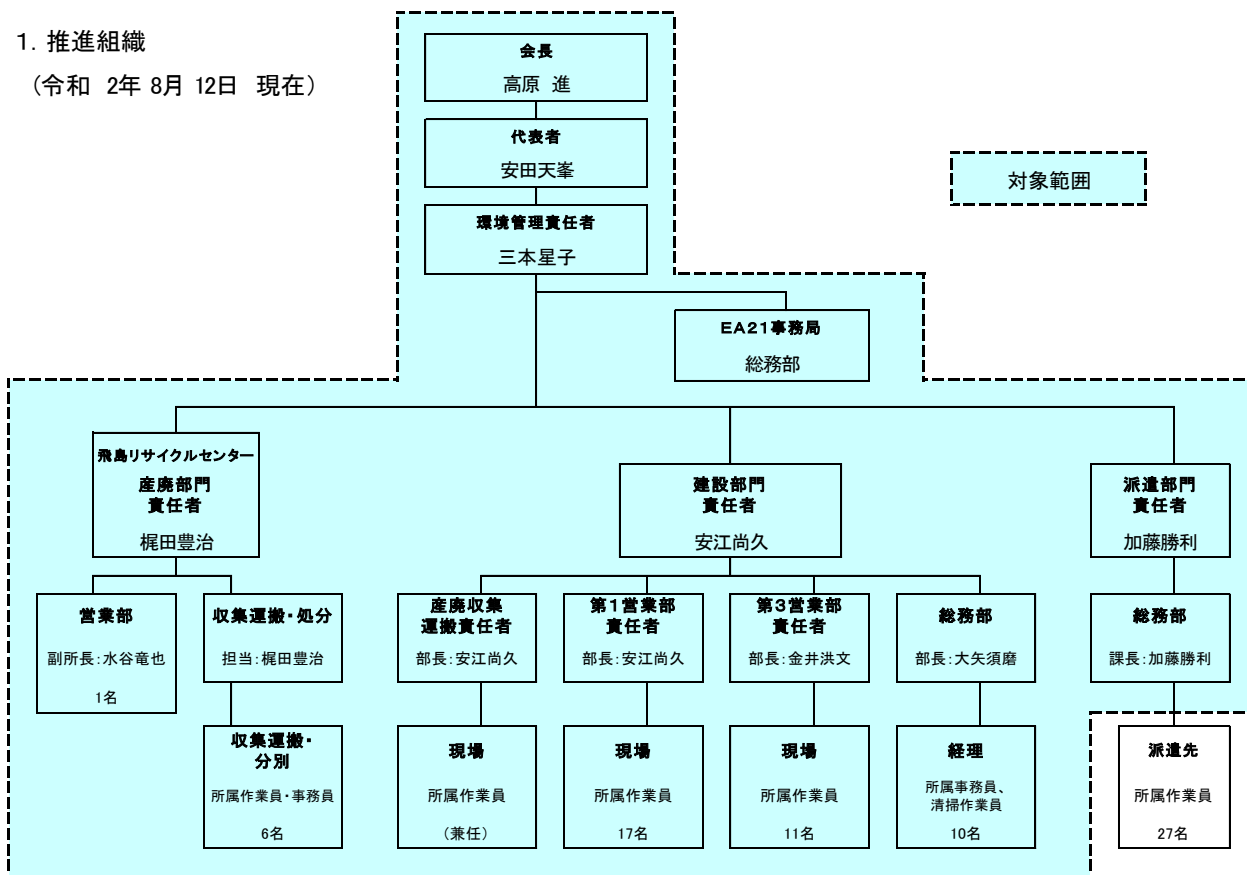 1. 推進組織
(令和 2年 8月 12日 現在)
会長
高原 進
代表者
安田天峯
環境管理責任者
三本星子
対象範囲
EA21事務局
総務部
飛島リサイクルセンター
産廃部門
責任者
梶田豊治
建設部門
責任者
安江尚久
派遣部門
責任者
加藤勝利
営業部
副所長:水谷竜也
1名
収集運搬・処分
担当:梶田豊治
産廃収集
運搬責任者
部長:安江尚久
第1営業部
責任者
部長:安江尚久
第3営業部
責任者
部長:金井洪文
総務部
部長:大矢須磨
総務部
課長:加藤勝利
収集運搬・
分別
所属作業員・事務員
6名
現場
所属作業員
(兼任)
現場
所属作業員
17名
現場
所属作業員
11名
経理
所属事務員、
清掃作業員
10名
派遣先
所属作業員
27名